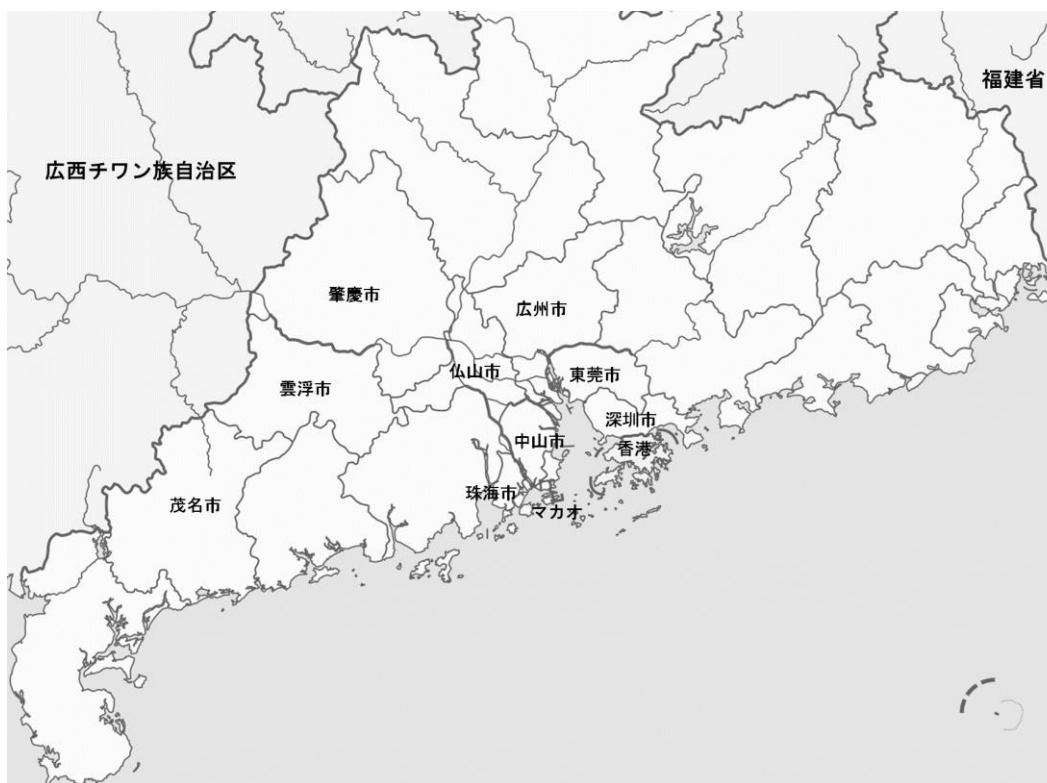 福建省
広西チワン族自治区
肇慶市
広州市
仏山市
東莞市
雲浮市
深圳市
中山市
香港
珠海市
茂名市
マカオ